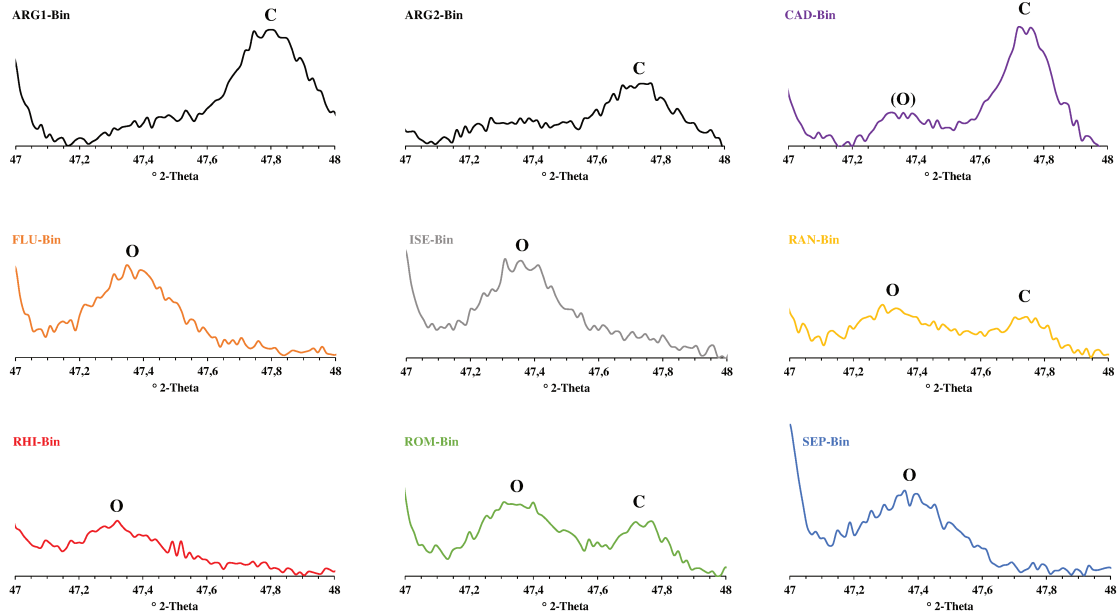 ARG1-Bin
C
47 47,2 47,4 47,6 47,8 48
° 2-Theta
ARG2-Bin
C
47 47,2 47,4 47,6 47,8 48
° 2-Theta
CAD-Bin
(O)
C
47 47,2 47,4 47,6 47,8 48
° 2-Theta
FLU-Bin
O
47 47,2 47,4 47,6 47,8 48
° 2-Theta
ISE-Bin
O
47 47,2 47,4 47,6 47,8 48
° 2-Theta
RAN-Bin
O
C
47 47,2 47,4 47,6 47,8 48
° 2-Theta
RHI-Bin
O
47 47,2 47,4 47,6 47,8 48
° 2-Theta
ROM-Bin
O
C
47 47,2 47,4 47,6 47,8 48
° 2-Theta
SEP-Bin
O
47 47,2 47,4 47,6 47,8 48
° 2-Theta